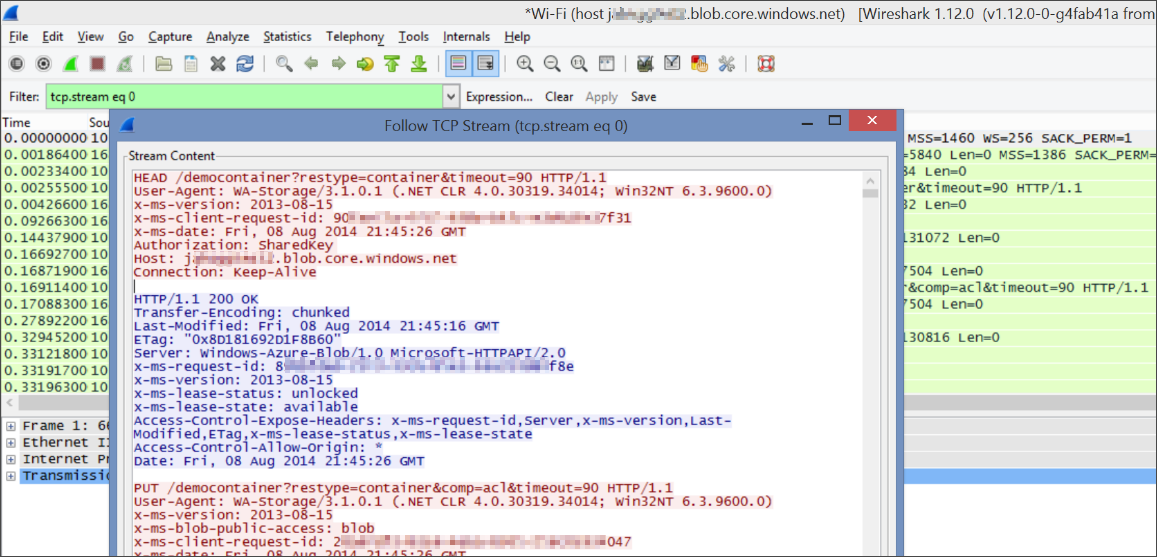 *Wi-Fi (host j .blob.core.windows.net) [Wireshark 1.12.0 (v1.12.0-0-g4fab41a from
File Edit View Go Capture Analyze Statistics Telephony Tools Internals Help
Filter: tcp.stream eq 0 Expression... Clear Apply Save
Follow TCP Stream (tcp.stream eq 0)
Time Sou
0.00000000 10 MSS=1460 WS=256 SACK_PERM=1
0.00186400 16 =5840 Len=0 MSS=1386 SACK_PERM=
0.00233400 10 84 Len=0
0.00255500 10 er&timeout=90 HTTP/1.1
0.00426600 16 32 Len=0
0.09266300 16
0.14437900 10 131072 Len=0
0.16692700 16
0.16871900 10 7504 Len=0
0.16911400 10 r&comp=acl&timeout=90 HTTP/1.1
0.17088300 16 7504 Len=0
0.27892200 16
0.32945200 10 130816 Len=0
0.33121800 10
0.33191700 10
0.33196300 10
Frame 1: 66
Ethernet II
Internet Pr
Transmissio
Stream Content
HEAD /democontainer?restype=container&timeout=90 HTTP/1.1
User-Agent: WA-Storage/3.1.0.1 (.NET CLR 4.0.30319.34014; Win32NT 6.3.9600.0)
x-ms-version: 2013-08-15
x-ms-client-request-id: 90 7f31
x-ms-date: Fri, 08 Aug 2014 21:45:26 GMT
Authorization: SharedKey
Host: j .blob.core.windows.net
Connection: Keep-Alive
HTTP/1.1 200 OK
Transfer-Encoding: chunked
Last-Modified: Fri, 08 Aug 2014 21:45:16 GMT
ETag: "0x8D181692D1F8B60"
Server: Windows-Azure-Blob/1.0 Microsoft-HTTPAPI/2.0
x-ms-request-id: 8 f8e
x-ms-version: 2013-08-15
x-ms-lease-status: unlocked
x-ms-lease-state: available
Access-Control-Expose-Headers: x-ms-request-id,Server,x-ms-version,Last-
Modified,ETag,x-ms-lease-status,x-ms-lease-state
Access-Control-Allow-Origin: *
Date: Fri, 08 Aug 2014 21:45:26 GMT
PUT /democontainer?restype=container&comp=acl&timeout=90 HTTP/1.1
User-Agent: WA-Storage/3.1.0.1 (.NET CLR 4.0.30319.34014; Win32NT 6.3.9600.0)
x-ms-version: 2013-08-15
x-ms-blob-public-access: blob
x-ms-client-request-id: 2 047
x-ms-date: Fri, 08 Aug 2014 21:45:26 GMT